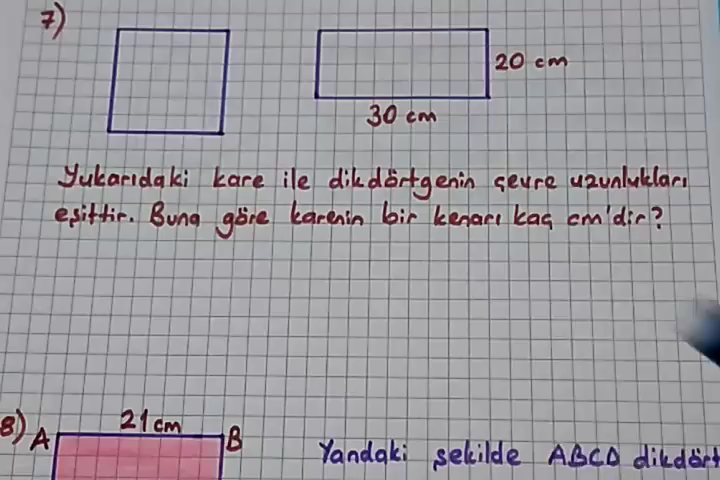 7)
20 cm
30 cm
Yukarıdaki kare ile dikdörtgenin çevre uzunlukları
eşittir. Buna göre karenin bir kenarı kaç cm'dir?
8) A 21 cm B
Yandaki şekilde ABCD dikdört